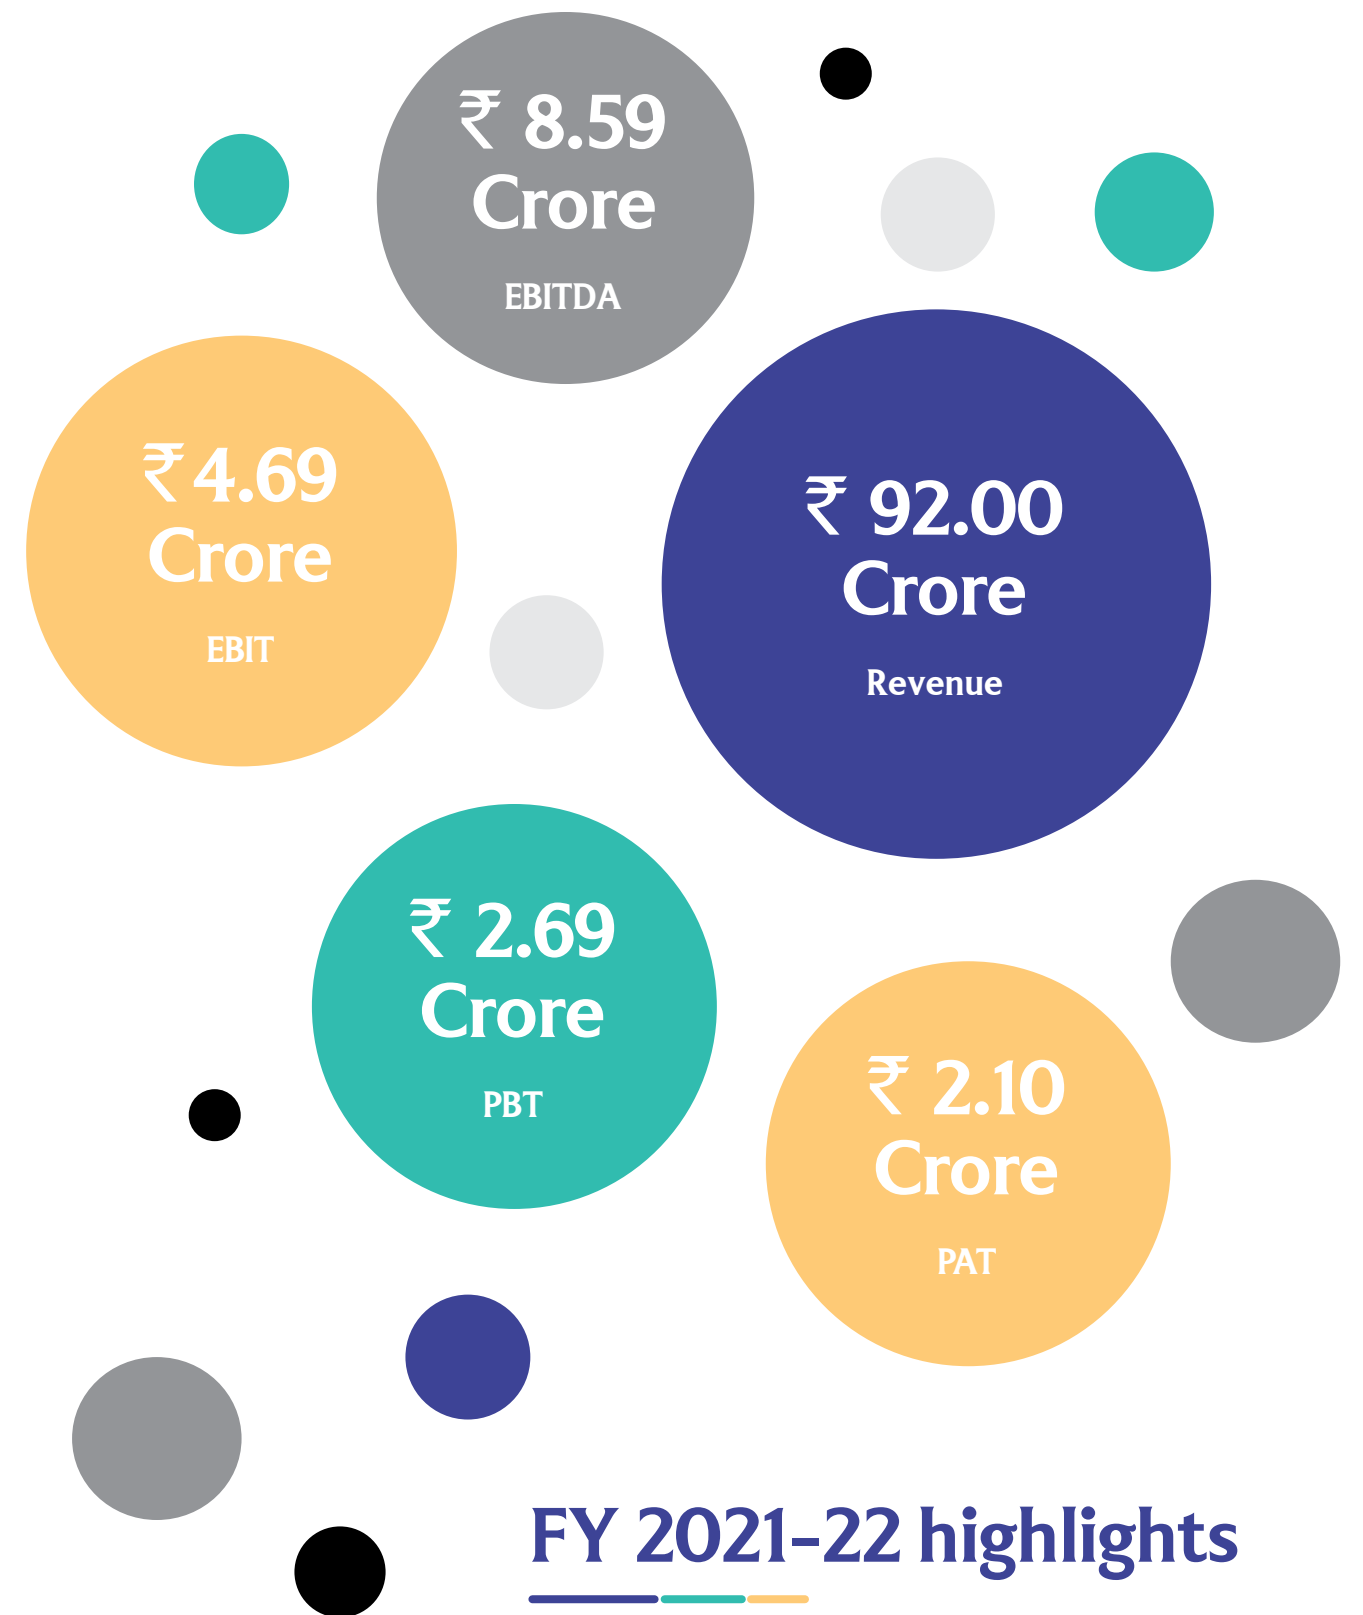 ₹ 8.59
Crore
EBITDA
₹ 4.69
Crore
EBIT
₹ 92.00
Crore
Revenue
₹ 2.69
Crore
PBT
₹ 2.10
Crore
PAT
FY 2021-22 highlights